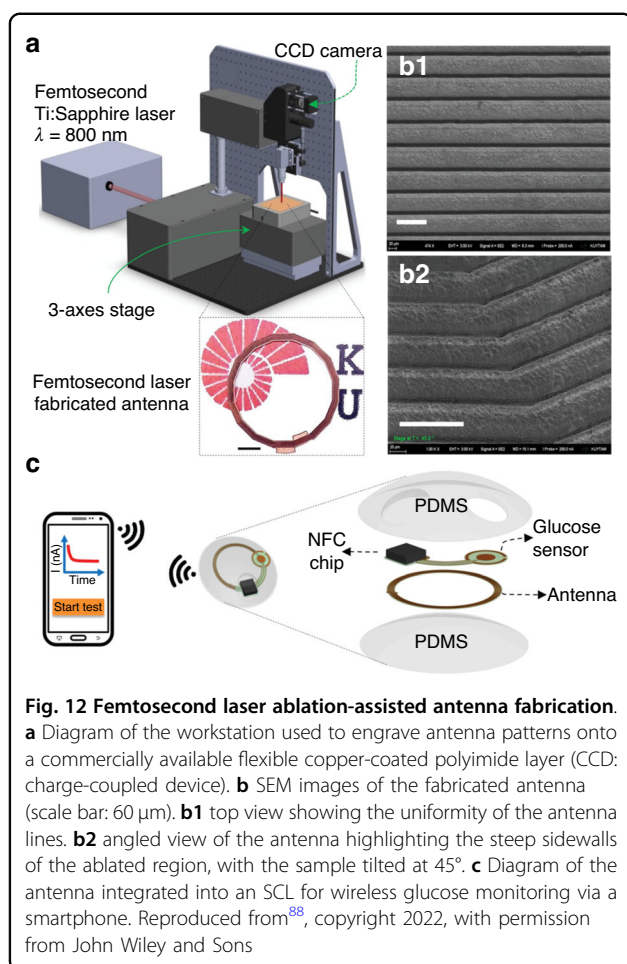 a
CCD camera
Femtosecond
Ti:Sapphire laser
λ = 800 nm
3-axes stage
Femtosecond laser
fabricated antenna
K
U
b1
b2
c
I (nA)
Time
Start test
PDMS
NFC
chip
Glucose
sensor
Antenna
PDMS
Fig. 12 Femtosecond laser ablation-assisted antenna fabrication.
a Diagram of the workstation used to engrave antenna patterns onto
a commercially available flexible copper-coated polyimide layer (CCD:
charge-coupled device). b SEM images of the fabricated antenna
(scale bar: 60 μm). b1 top view showing the uniformity of the antenna
lines. b2 angled view of the antenna highlighting the steep sidewalls
of the ablated region, with the sample tilted at 45°. c Diagram of the
antenna integrated into an SCL for wireless glucose monitoring via a
smartphone. Reproduced from88, copyright 2022, with permission
from John Wiley and Sons